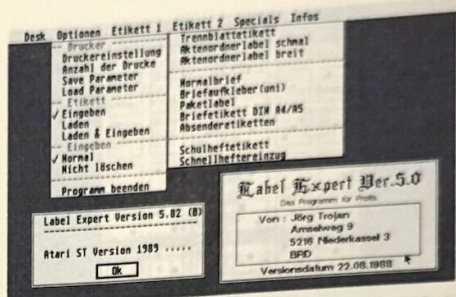 Desk Optionen Etikett 1 Etikett 2 Specials Infos
-- Drucker --
Druckereinstellung
Anzahl der Drucke
Save Parameter
Load Parameter
-- Etikett --
✓Eingeben
Laden
Laden & Eingeben
-- Eingeben --
✓Normal
Nicht löschen
Programm beenden
Trennblattetikett
Aktenordnerlabel schmal
Aktenordnerlabel breit
Normalbrief
Briefaufkleber(uni)
Paketlabel
Briefetikett DIN A4/A5
Absenderetiketten
Schulheftetikett
Schnellheftereinzug
Label Expert Version 5.02 (B)
Atari ST Version 1989 .....
Ok
Label Expert Ver.5.0
Das Programm für Profis.
Von : Jörg Trojan
Amselweg 9
5216 Niederkassel 3
BRD
Versionsdatum 22.08.1988